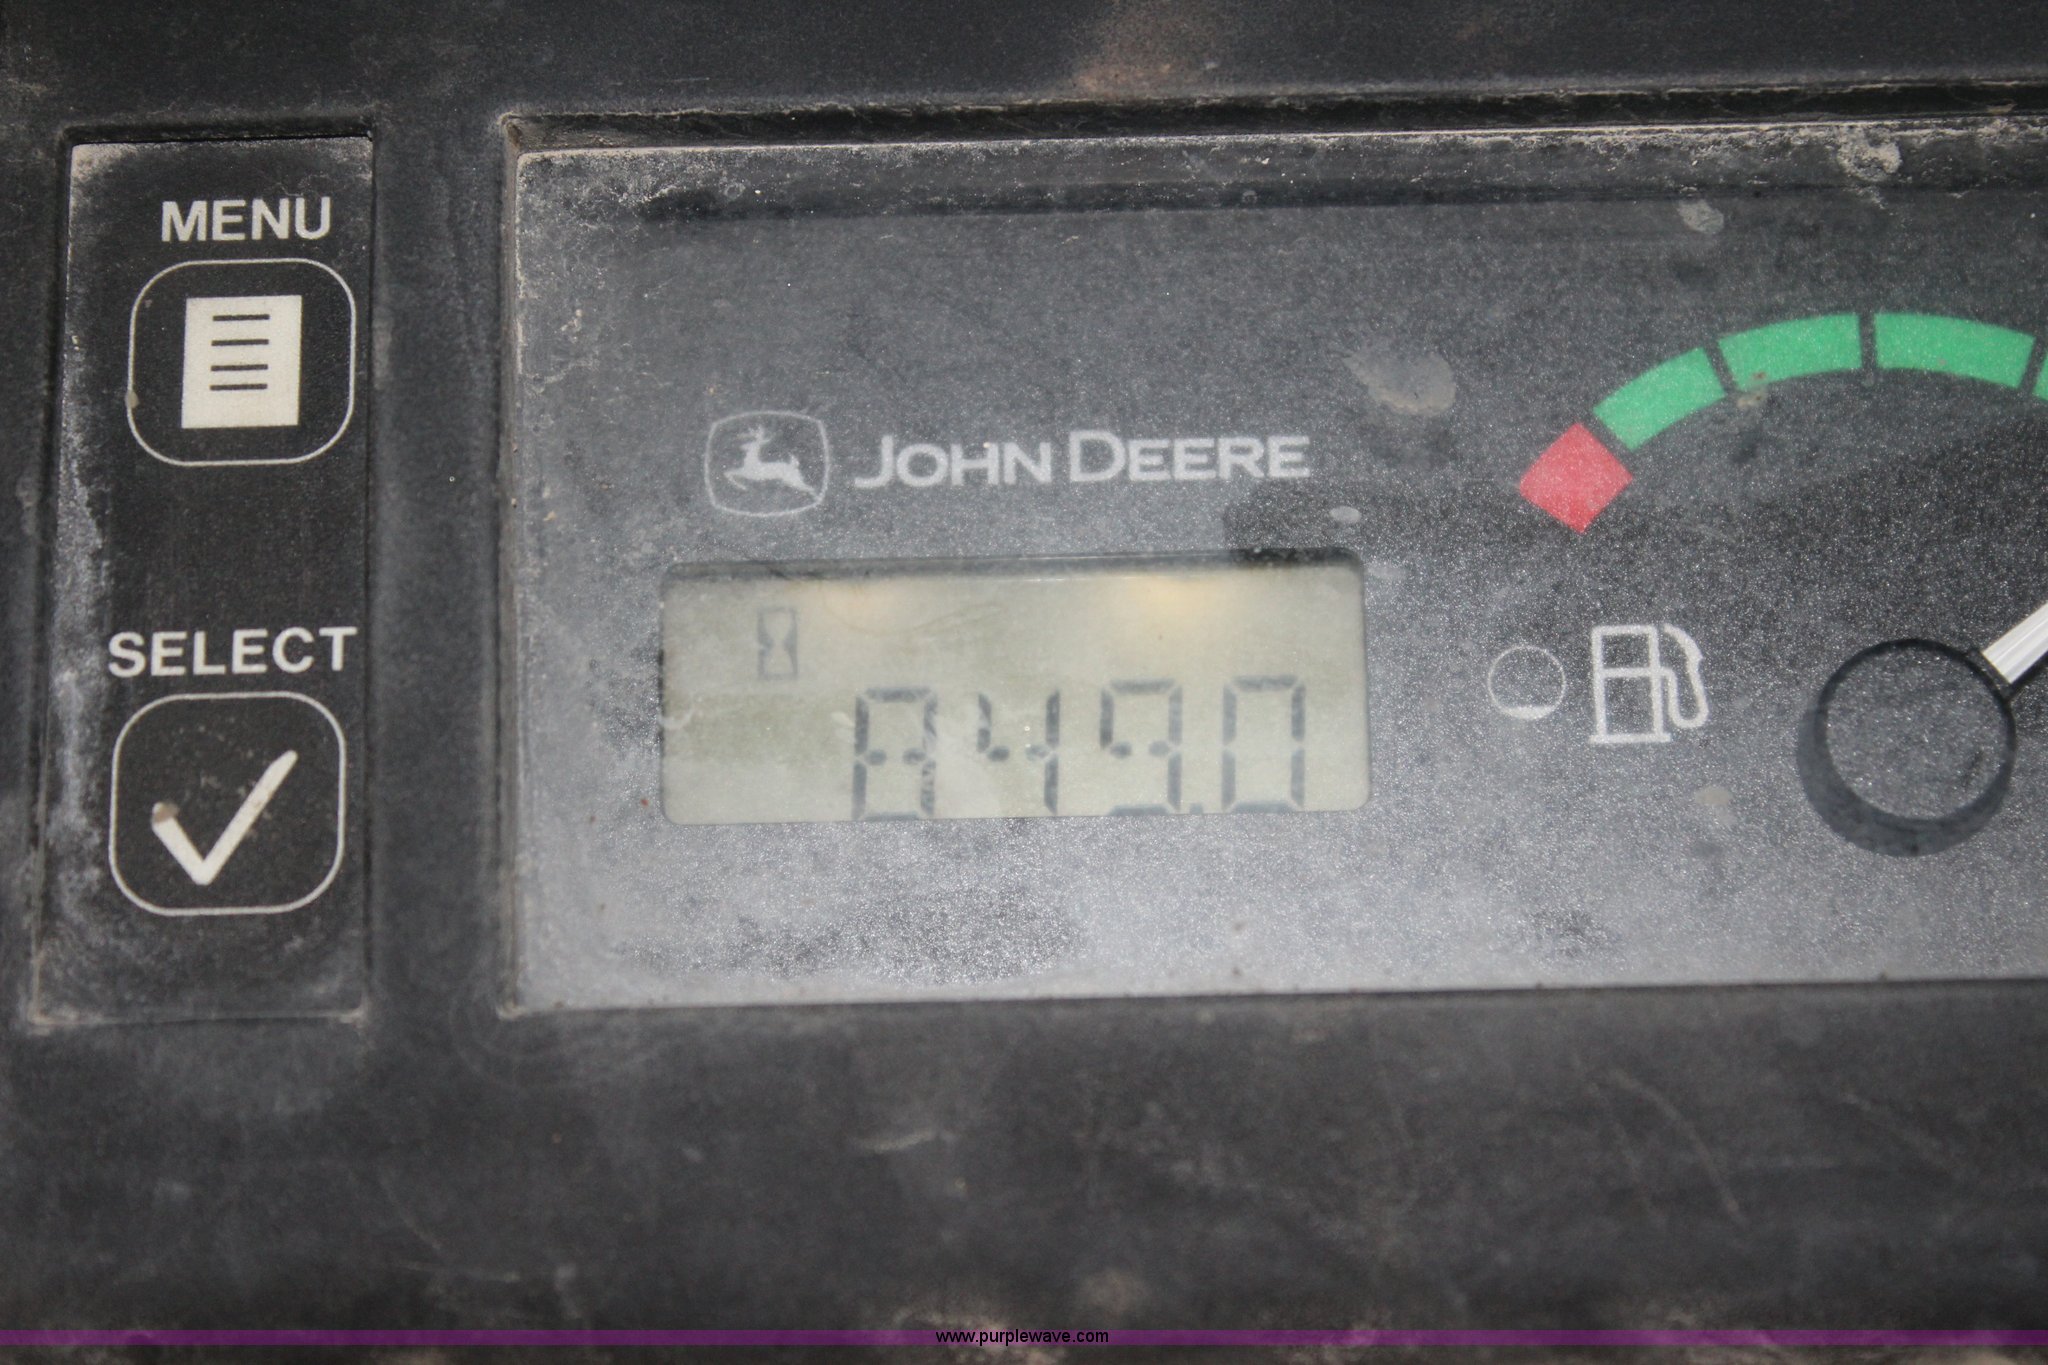 MENU
JOHN DEERE
SELECT
849.0
www.purplewave.com